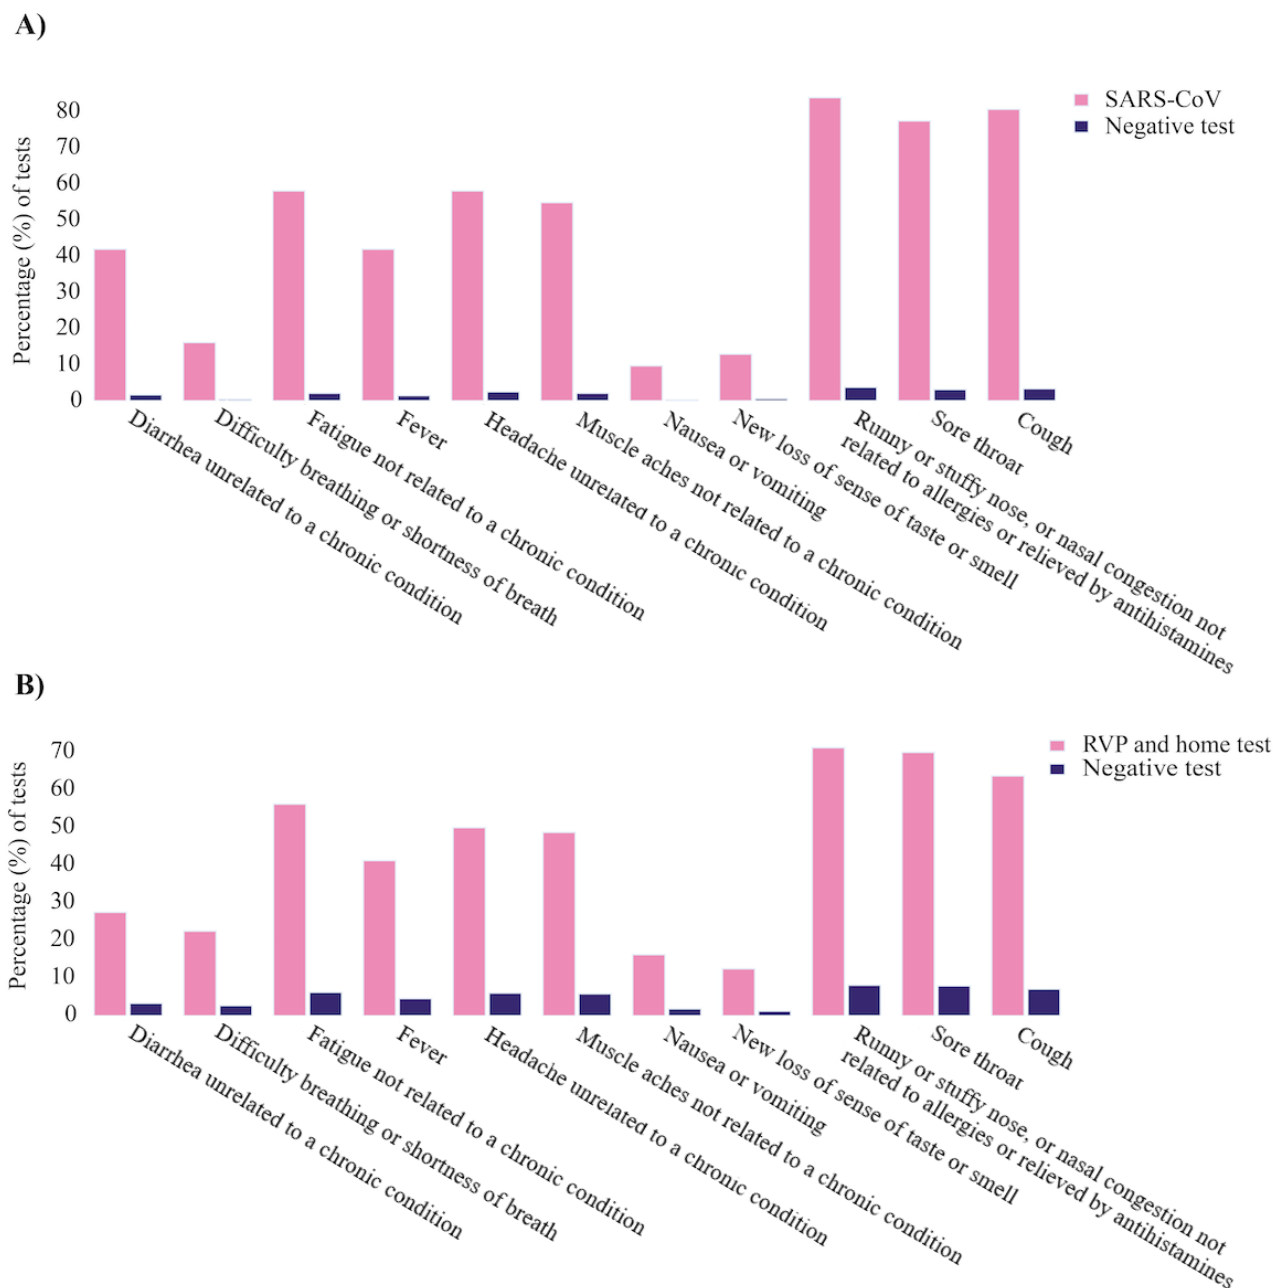 A)
SARS-CoV
Negative test
Percentage (%) of tests
80
70
60
50
40
30
20
10
0
Diarrhea unrelated to a chronic condition
Difficulty breathing or shortness of breath
Fatigue not related to a chronic condition
Fever
Headache unrelated to a chronic condition
Muscle aches not related to a chronic condition
Nausea or vomiting
New loss of sense of taste or smell
Runny or stuffy nose, or nasal congestion not
related to allergies or relieved by antihistamines
Sore throat
Cough
B)
RVP and home test
Negative test
Percentage (%) of tests
70
60
50
40
30
20
10
0
Diarrhea unrelated to a chronic condition
Difficulty breathing or shortness of breath
Fatigue not related to a chronic condition
Fever
Headache unrelated to a chronic condition
Muscle aches not related to a chronic condition
Nausea or vomiting
New loss of sense of taste or smell
Runny or stuffy nose, or nasal congestion not
related to allergies or relieved by antihistamines
Sore throat
Cough